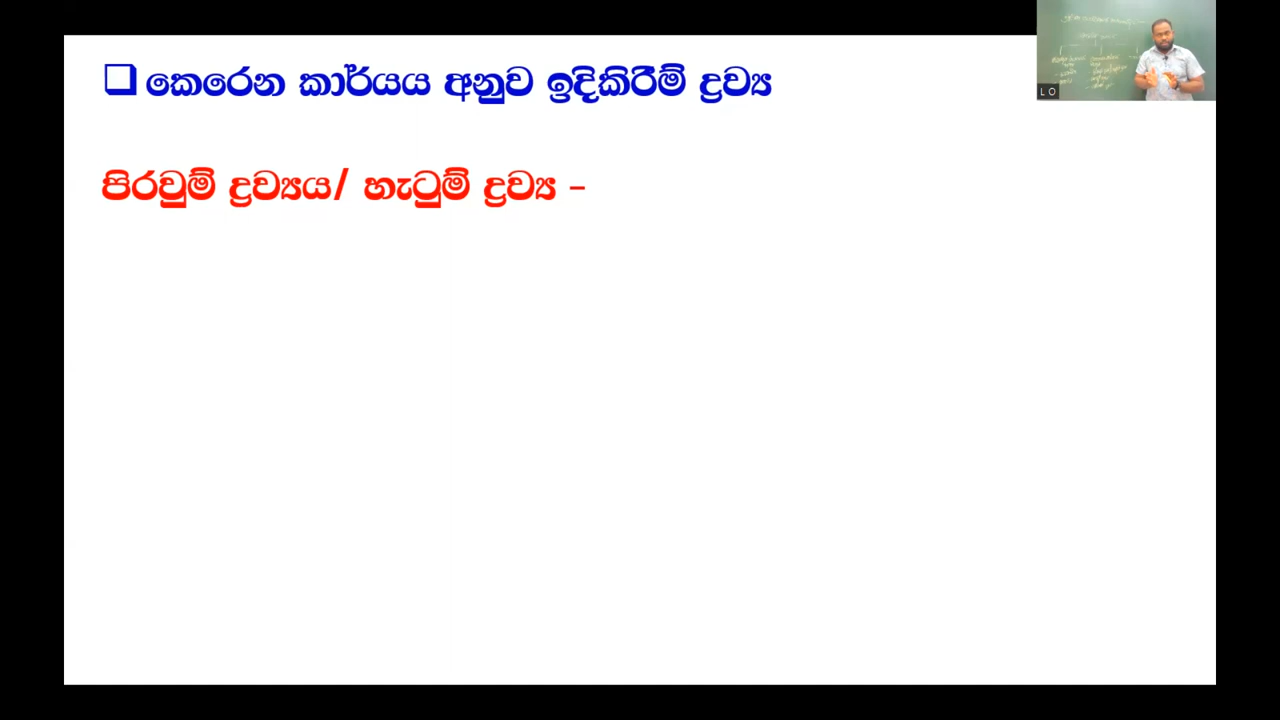 ❑ කෙරෙන කාර්යය අනුව ඉදිකිරීම් ද්‍රව්‍ය
පිරවුම් ද්‍රව්‍යය/ හැටුම් ද්‍රව්‍ය –
L O